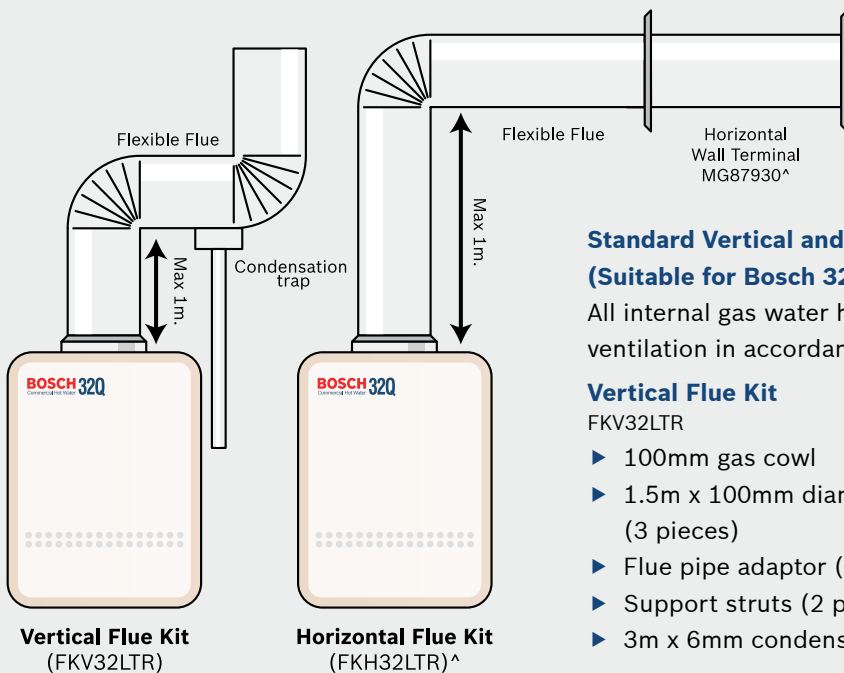 Flexible Flue
Max 1m.
Condensation
trap
BOSCH 32Q
Commercial Hot Water
Vertical Flue Kit
(FKV32LTR)
Flexible Flue
Horizontal
Wall Terminal
MG87930^
Max 1m.
BOSCH 32Q
Commercial Hot Water
Horizontal Flue Kit
(FKH32LTR)^
Standard Vertical and
(Suitable for Bosch 32
All internal gas water h
ventilation in accordan
Vertical Flue Kit
FKV32LTR
▶ 100mm gas cowl
▶ 1.5m x 100mm diar
(3 pieces)
▶ Flue pipe adaptor (
▶ Support struts (2 p
▶ 3m x 6mm condens